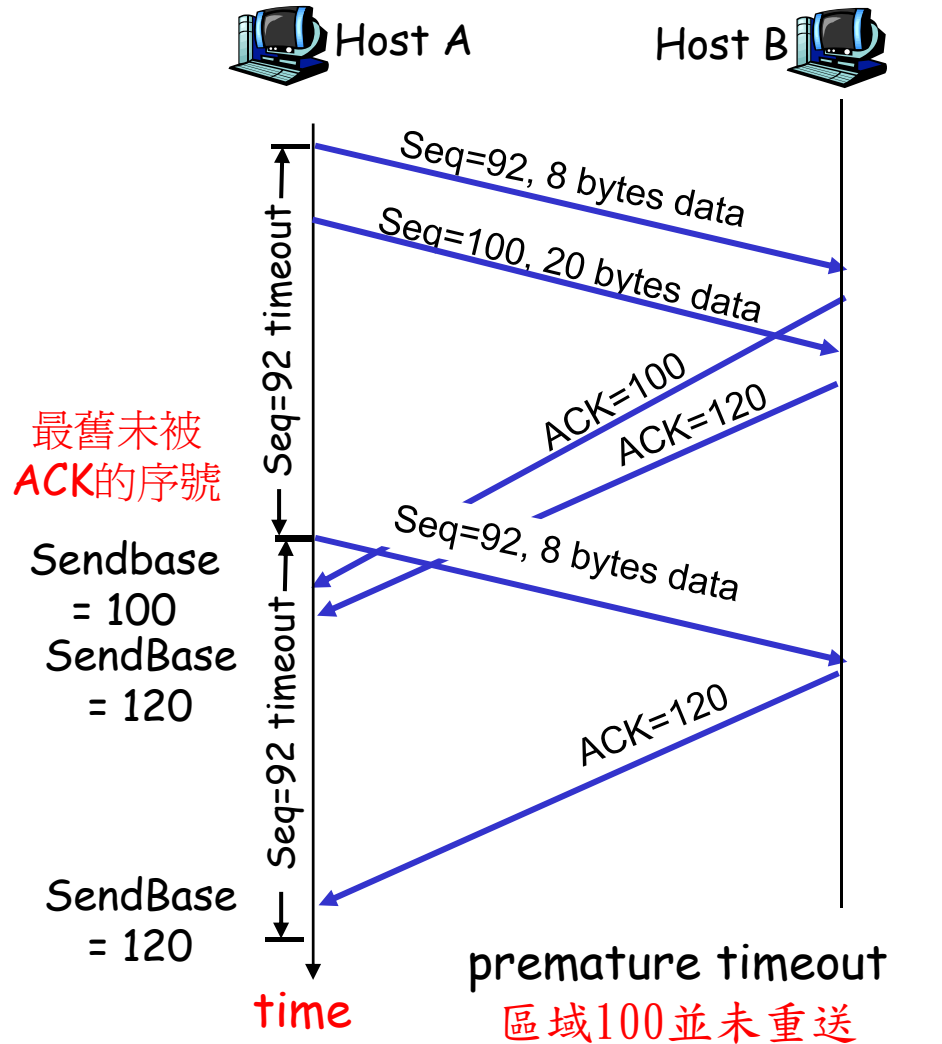 Host A
Host B
Seq=92, 8 bytes data
Seq=100, 20 bytes data
Seq=92 timeout
ACK=100
ACK=120
最舊未被
ACK的序號
Seq=92, 8 bytes data
Sendbase
= 100
SendBase
= 120
Seq=92 timeout
ACK=120
SendBase
= 120
premature timeout
time
區域100並未重送